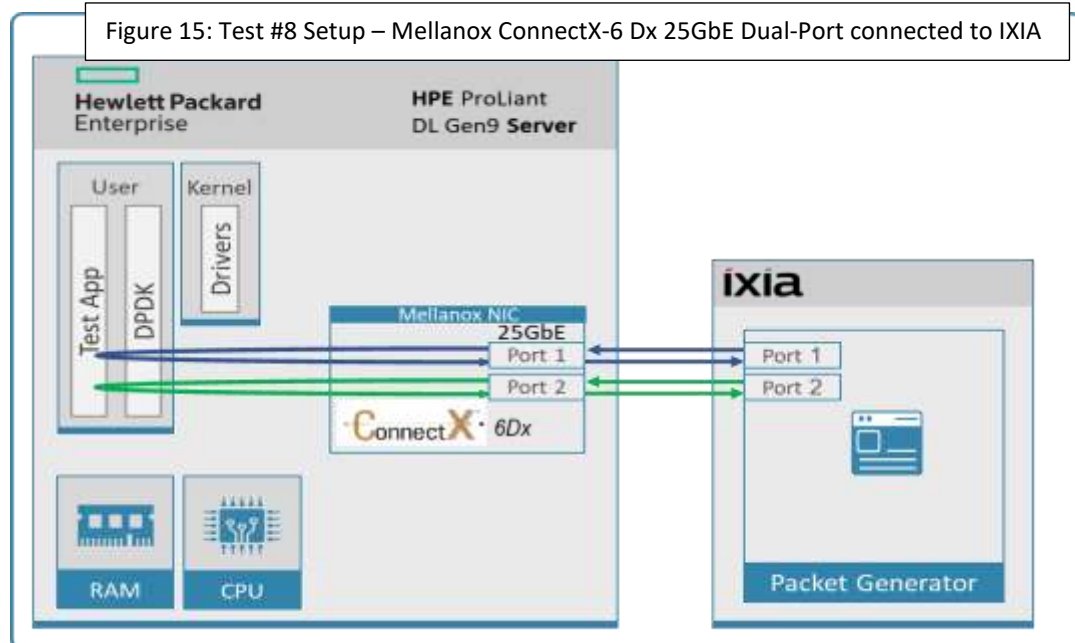 Figure 15: Test #8 Setup – Mellanox ConnectX-6 Dx 25GbE Dual-Port connected to IXIA
Hewlett Packard
Enterprise
HPE ProLiant
DL Gen9 Server
User
Kernel
Test App
DPDK
Drivers
Mellanox NIC
25GbE
Port 1
Port 2
ConnectX· 6Dx
ixia
Port 1
Port 2
Packet Generator
RAM
CPU